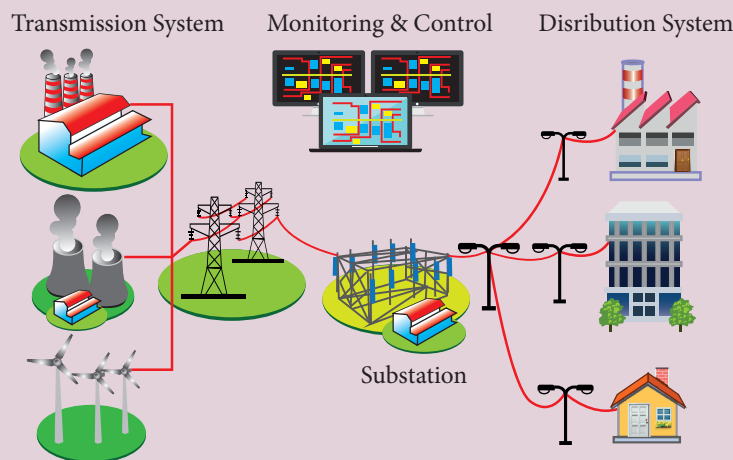 Transmission System
Monitoring & Control
Disribution System
Substation